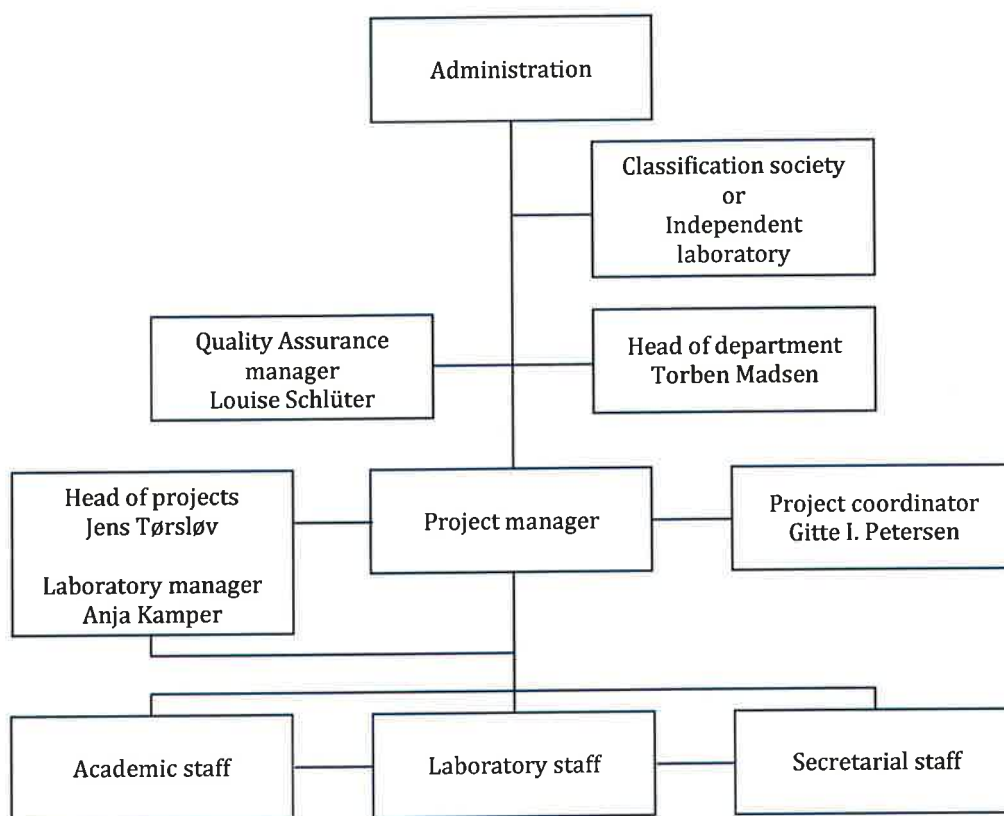 Administration
Classification society
or
Independent
laboratory
Quality Assurance
manager
Louise Schlüter
Head of department
Torben Madsen
Head of projects
Jens Tørsløv
Laboratory manager
Anja Kamper
Project manager
Project coordinator
Gitte I. Petersen
Academic staff
Laboratory staff
Secretarial staff